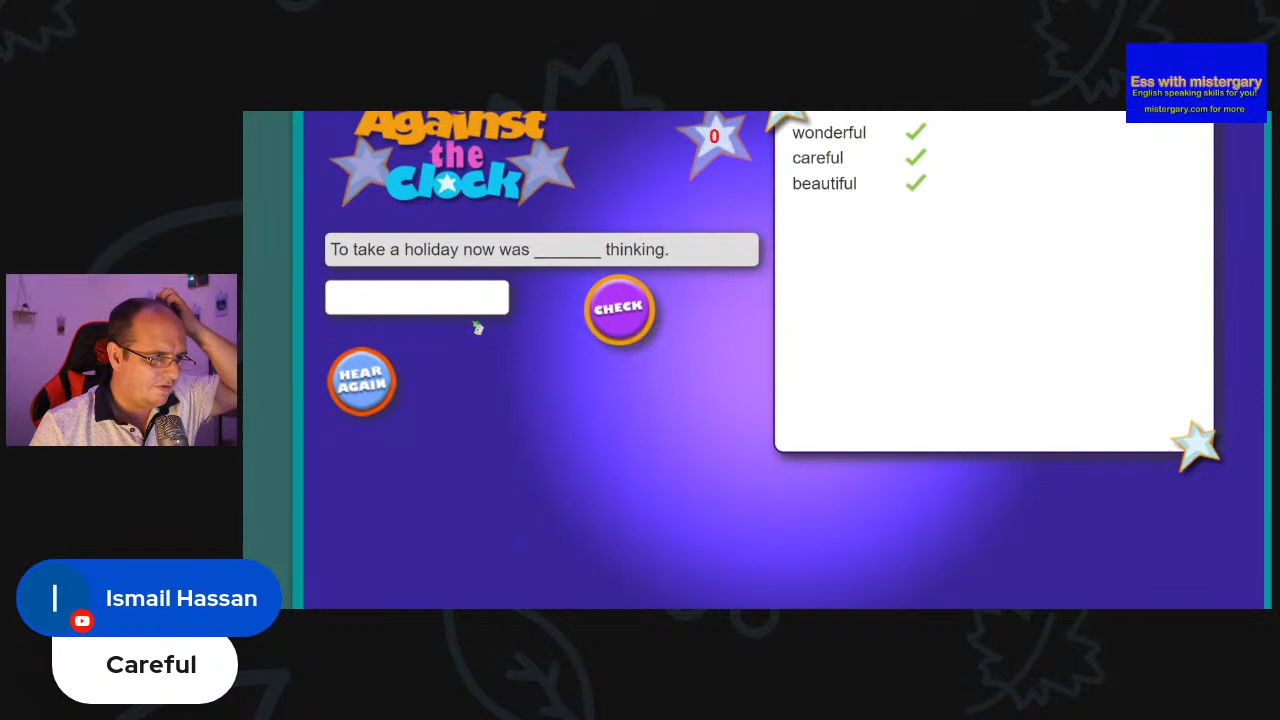 Ess with mistergary
English speaking skills for you!
mistergary.com for more
Against
the
Clock
0
wonderful
careful
beautiful
To take a holiday now was _______ thinking.
CHECK
HEAR
AGAIN
I
Ismail Hassan
Careful